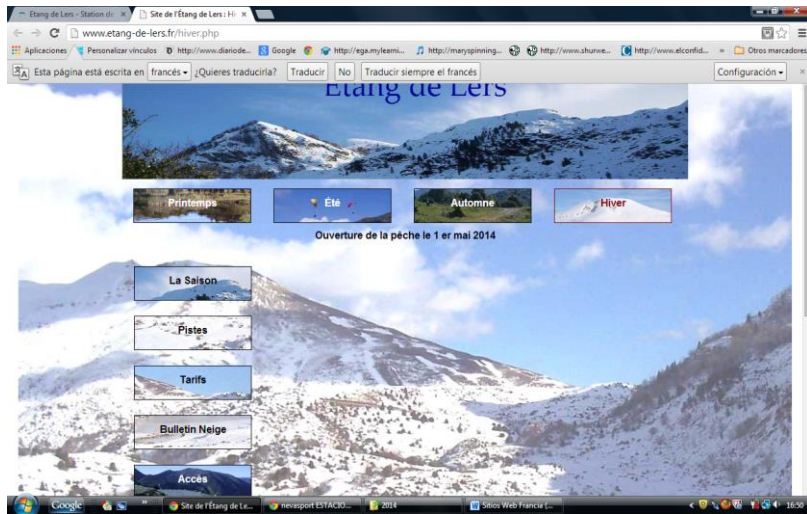 Etang de Lers - Station de
Site de l'Étang de Lers : Hi
www.etang-de-lers.fr/hiver.php
Aplicaciones Personalizar vínculos http://www.diariode... Google http://ega.mylearni... http://maryspinning... http://www.shurwe... http://www.elconfid... » Otros marcadores
Esta página está escrita en francés ¿Quieres traducirla? Traducir No Traducir siempre el francés Configuración
Etang de Lers
Printemps Été Automne Hiver
Ouverture de la pêche le 1 er mai 2014
La Saison
Pistes
Tarifs
Bulletin Neige
Accès
Google Site de l'Étang de Le... nevasport ESTACIO... 2014 Sitios Web Francia (... 16:50